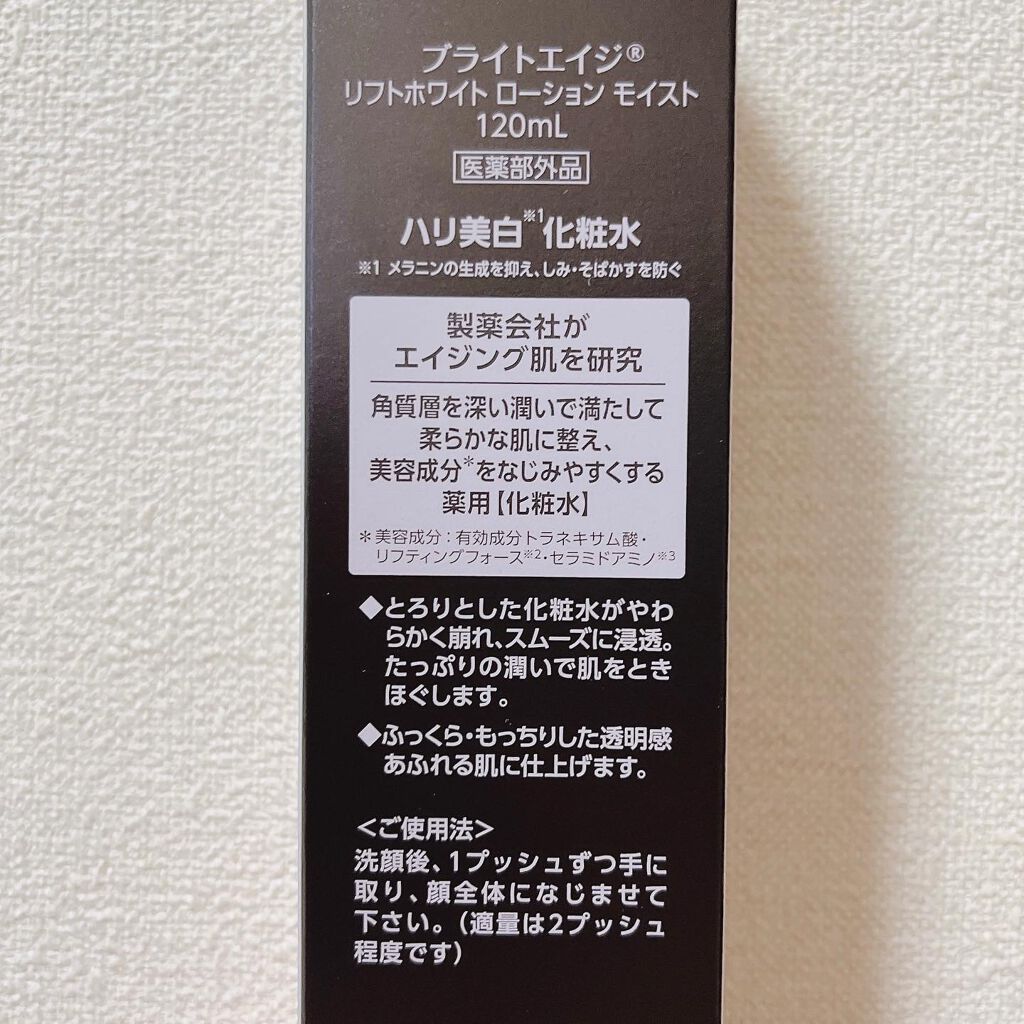 ブライトエイジ®
リフトホワイト ローション モイスト
120mL
医薬部外品
ハリ美白※1化粧水
※1 メラニンの生成を抑え、しみ・そばかすを防ぐ
製薬会社が
エイジング肌を研究
角質層を深い潤いで満たして
柔らかな肌に整え、
美容成分＊をなじみやすくする
薬用【化粧水】
＊美容成分：有効成分トラネキサム酸・
リフティングフォース※2・セラミドアミノ※3
◆とろりとした化粧水がやわ
らかく崩れ、スムーズに浸透。
たっぷりの潤いで肌をとき
ほぐします。
◆ふっくら・もっちりした透明感
あふれる肌に仕上げます。
＜ご使用法＞
洗顔後、1プッシュずつ手に
取り、顔全体になじませて
下さい。（適量は2プッシュ
程度です）